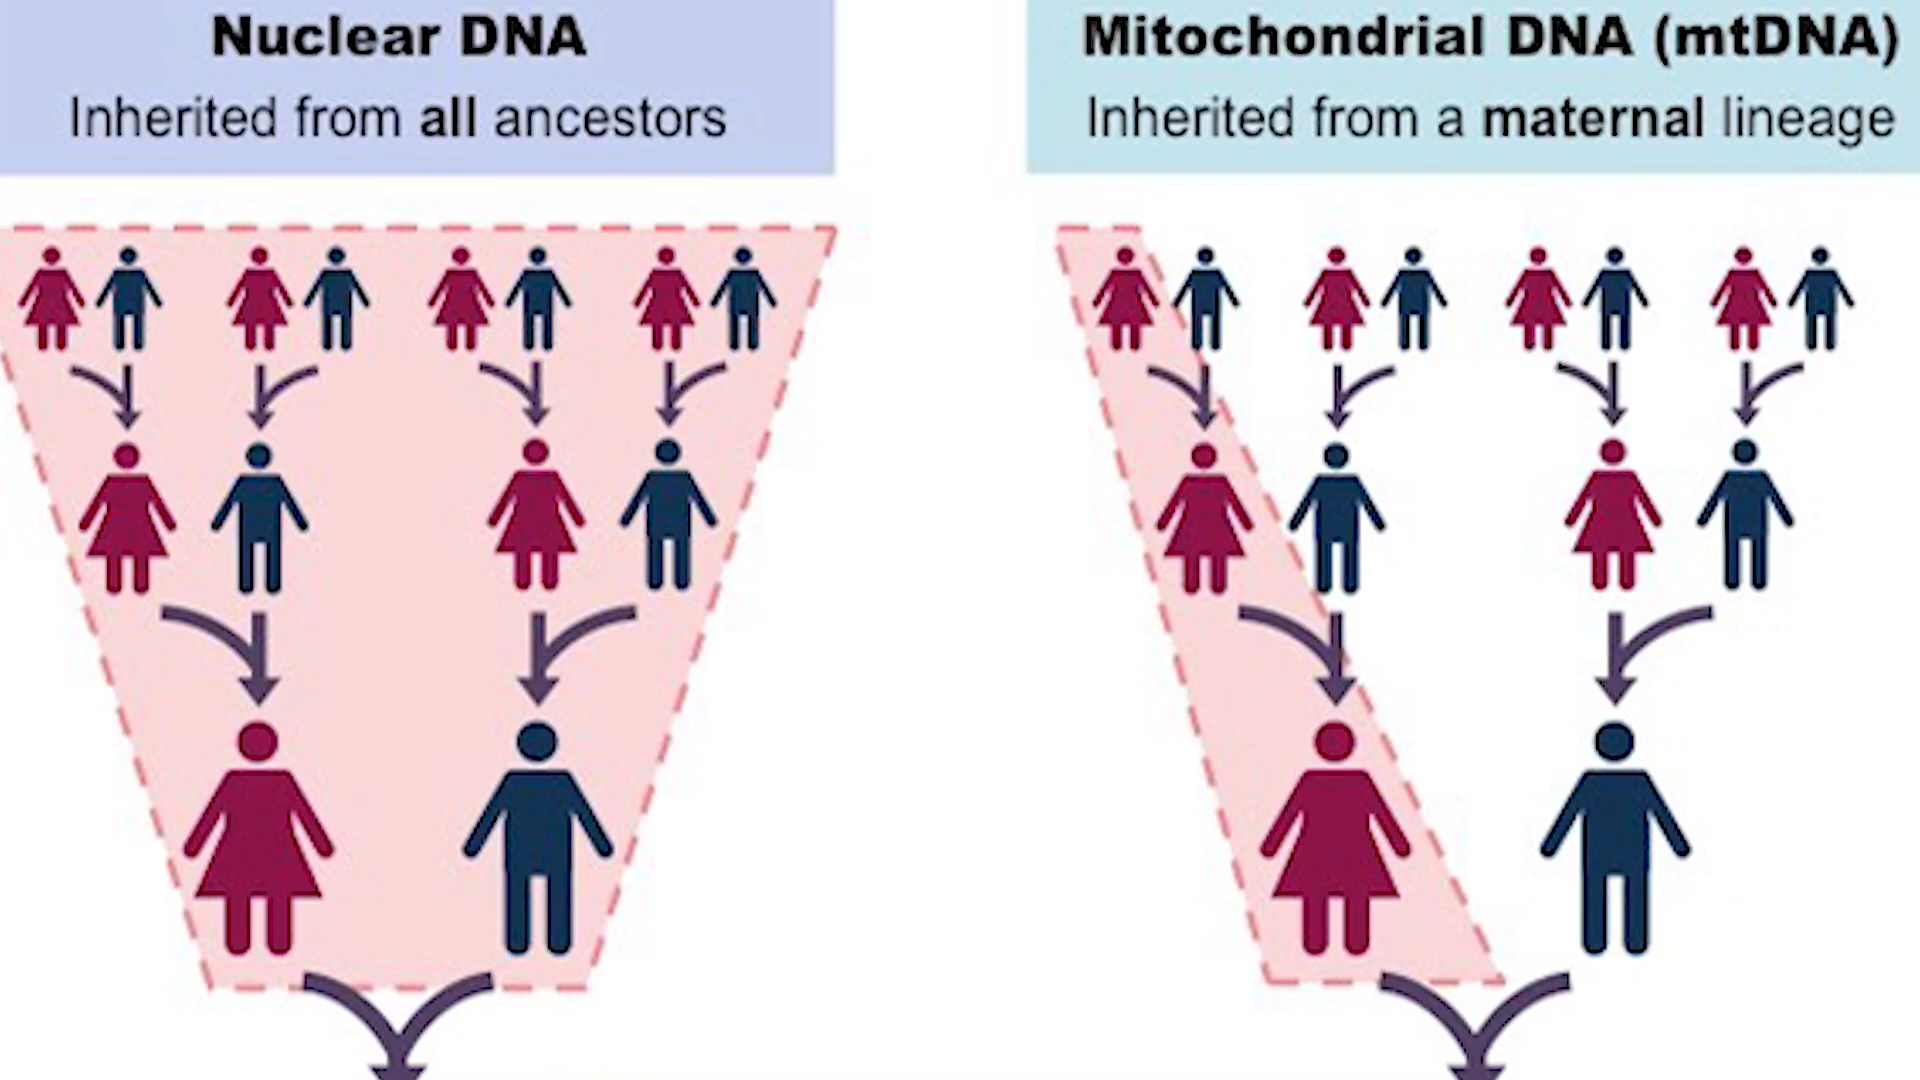 Nuclear DNA
Inherited from all ancestors
Mitochondrial DNA (mtDNA)
Inherited from a maternal lineage